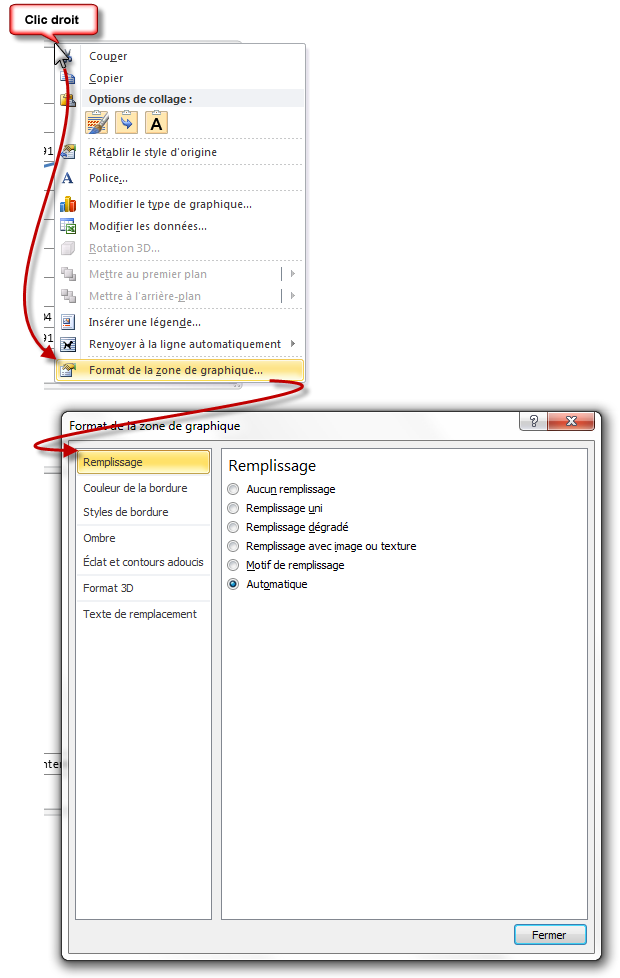 Clic droit
Couper
Copier
Options de collage :
A
91
Rétablir le style d'origine
A Police...
Modifier le type de graphique...
Modifier les données...
Rotation 3D...
Mettre au premier plan
Mettre à l'arrière-plan
04
Insérer une légende...
91
Renvoyer à la ligne automatiquement
Format de la zone de graphique...
Format de la zone de graphique
?
Remplissage
Couleur de la bordure
Styles de bordure
Ombre
Éclat et contours adoucis
Format 3D
Texte de remplacement
Remplissage
Aucun remplissage
Remplissage uni
Remplissage dégradé
Remplissage avec image ou texture
Motif de remplissage
Automatique
Fermer